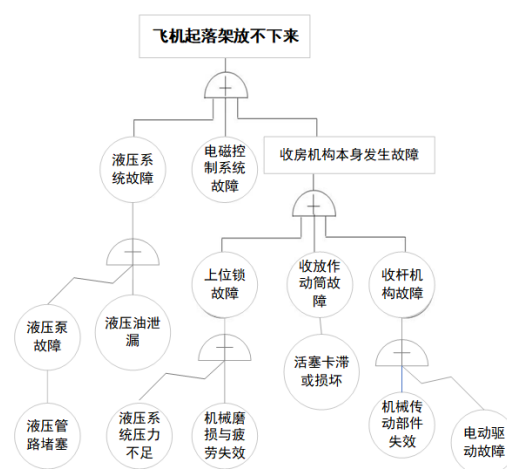 飞机起落架放不下来
液压系
统故障
电磁控
制系统
故障
收房机构本身发生故障
上位锁
故障
收放作
动筒故
障
收杆机
构故障
液压泵
故障
液压油泄
漏
活塞卡滞
或损坏
液压管
路堵塞
液压系
统压力
不足
机械磨
损与疲
劳失效
机械传
动部件
失效
电动驱
动故障